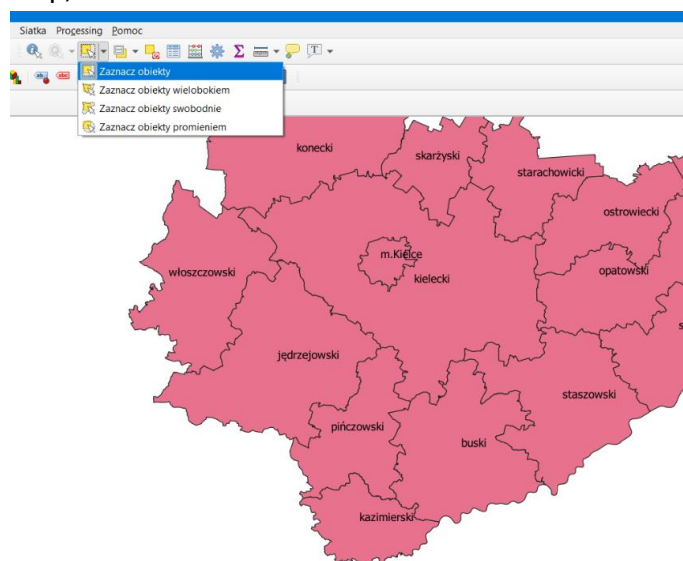 Siatka Processing Pomoc
Zaznacz obiekty
Zaznacz obiekty wielobokiem
Zaznacz obiekty swobodnie
Zaznacz obiekty promieniem
konecki
skarżyski
starachowicki
ostrowiecki
m.Kielce
włoszczowski
kielecki
opatowski
s
jędrzejowski
staszowski
pińczowski
buski
kazimierski